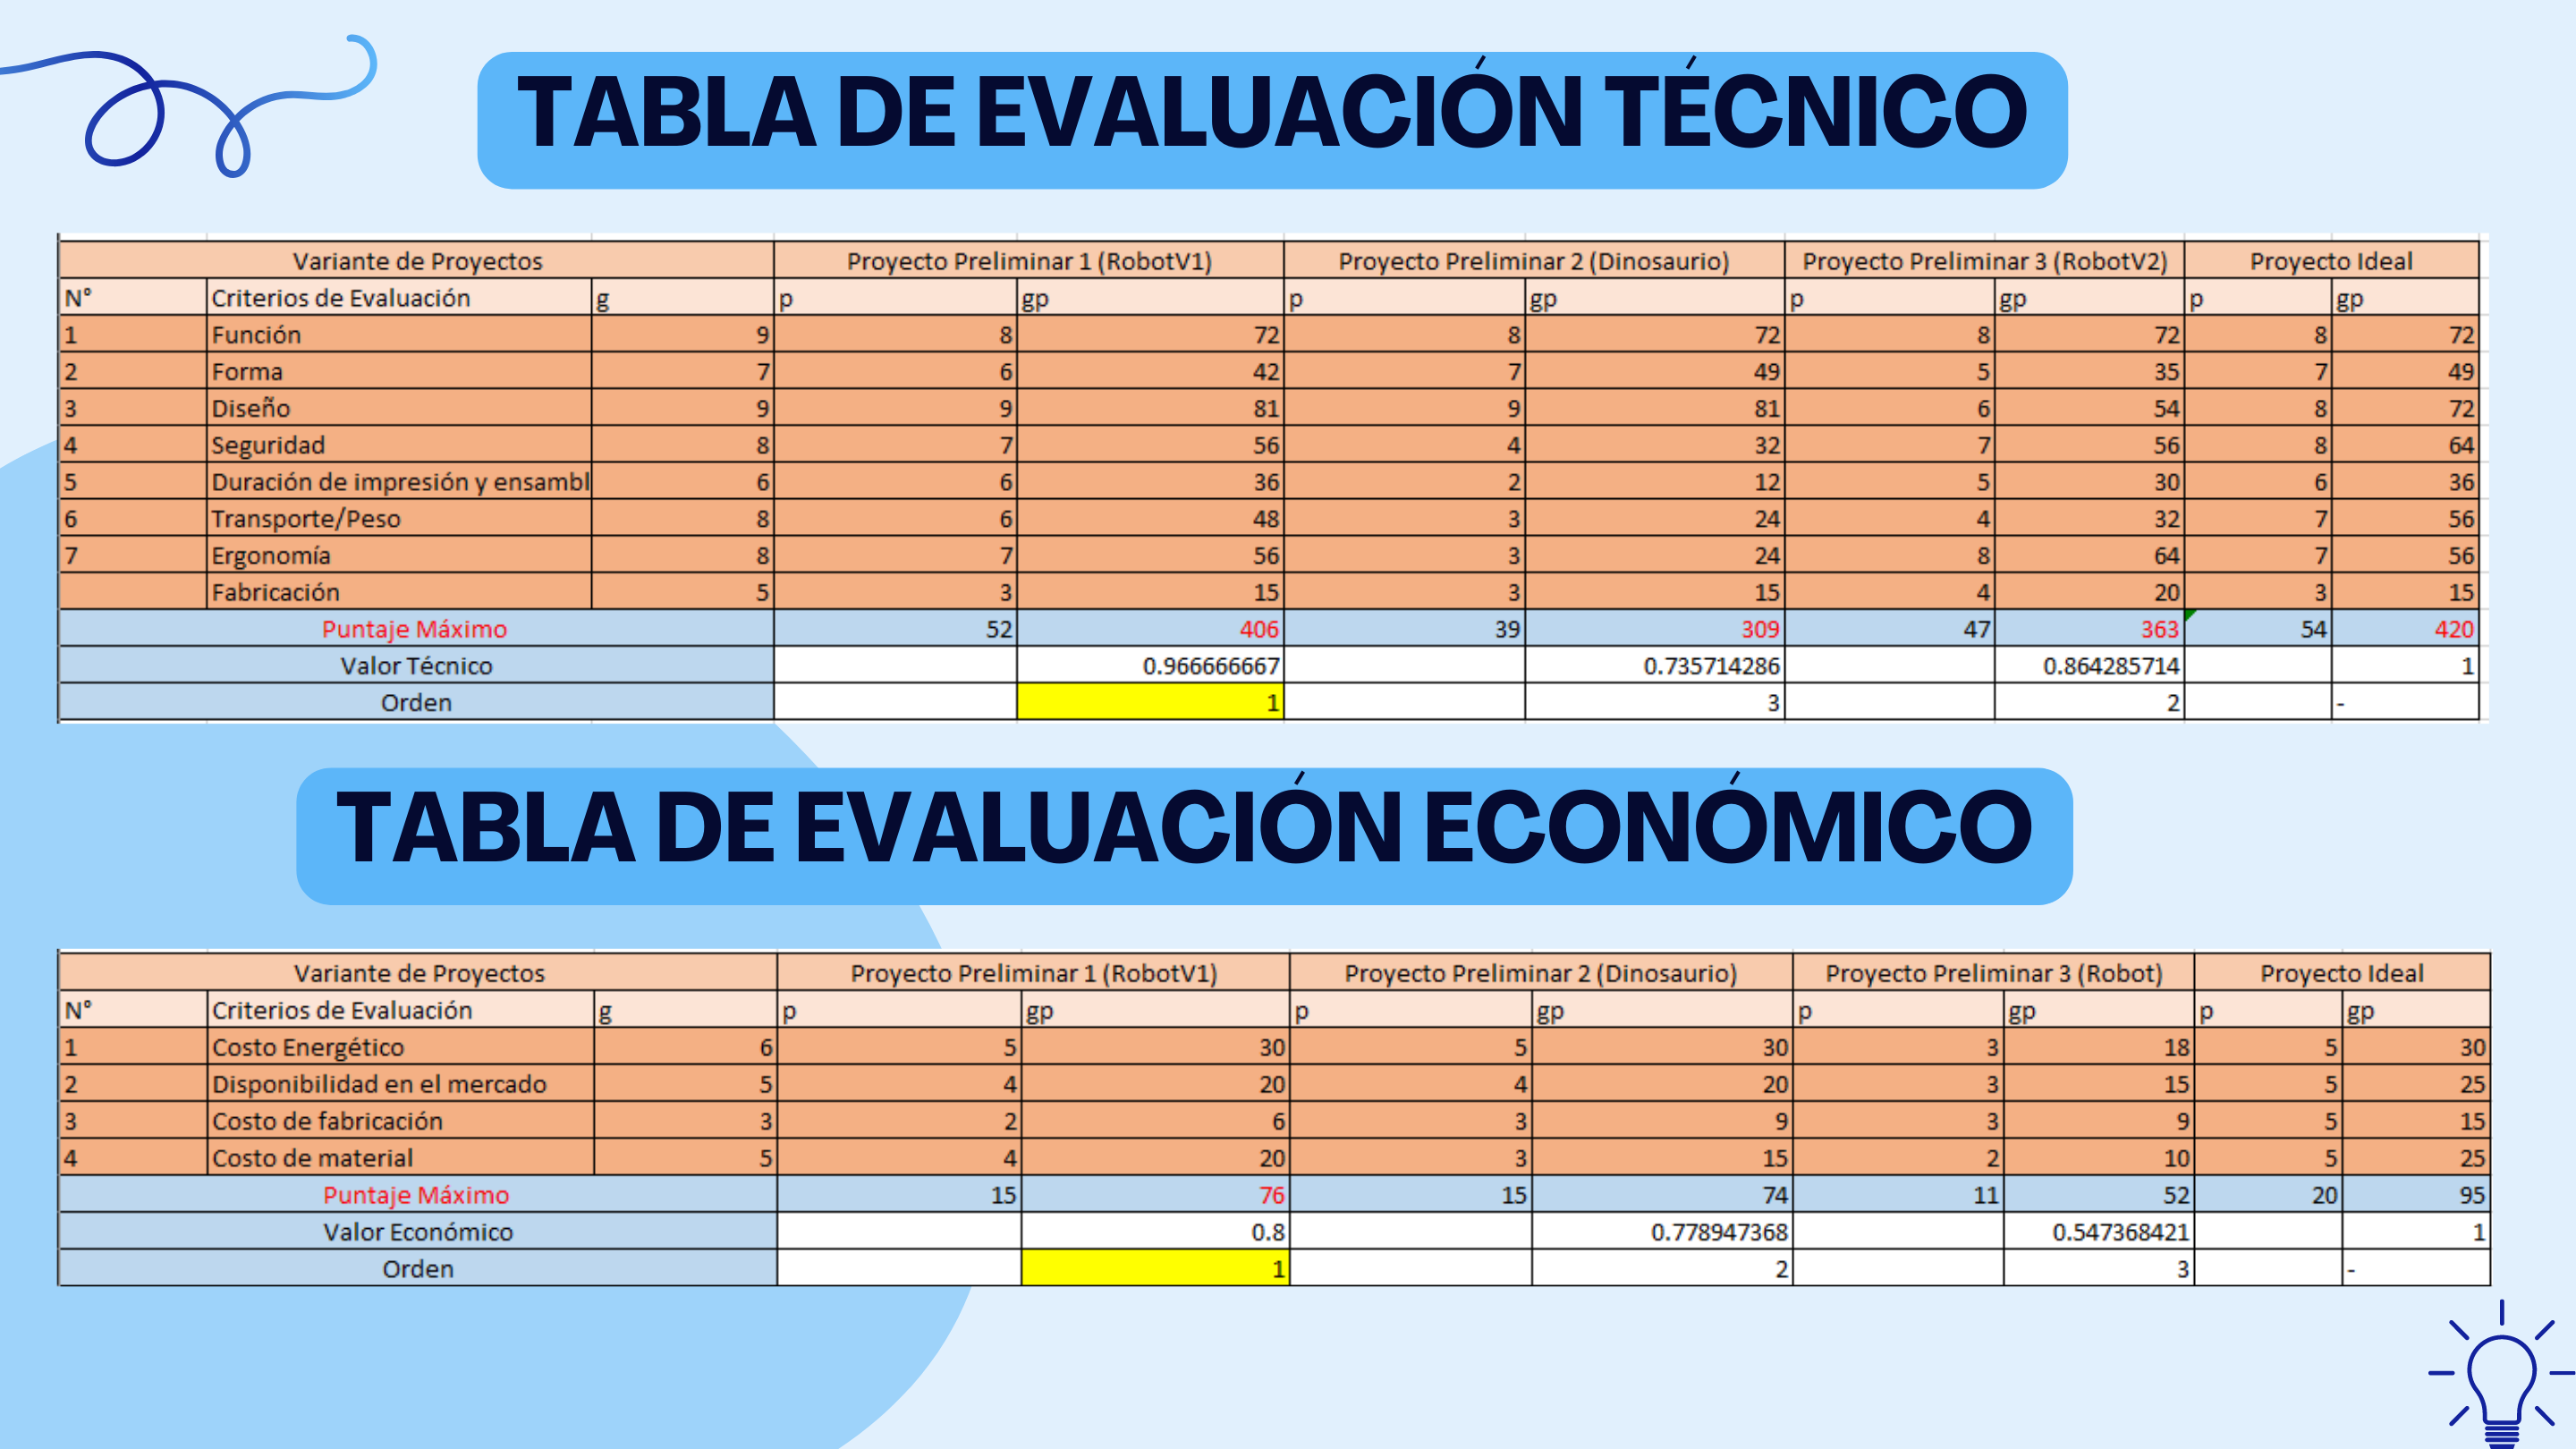 TABLA DE EVALUACIÓN TÉCNICO
Variante de Proyectos Proyecto Preliminar 1 (RobotV1) Proyecto Preliminar 2 (Dinosaurio) Proyecto Preliminar 3 (RobotV2) Proyecto Ideal
N° Criterios de Evaluación g p gp p gp p gp p gp
1 Función 9 8 72 8 72 8 72 8 72
2 Forma 7 6 42 7 49 5 35 7 49
3 Diseño 9 9 81 9 81 6 54 8 72
4 Seguridad 8 7 56 4 32 7 56 8 64
5 Duración de impresión y ensambl 6 6 36 2 12 5 30 6 36
6 Transporte/Peso 8 6 48 3 24 4 32 7 56
7 Ergonomía 8 7 56 3 24 8 64 7 56
Fabricación 5 3 15 3 15 4 20 3 15
Puntaje Máximo 52 406 39 309 47 363 54 420
Valor Técnico 0.966666667 0.735714286 0.864285714 1
Orden 1 3 2 -
TABLA DE EVALUACIÓN ECONÓMICO
Variante de Proyectos Proyecto Preliminar 1 (RobotV1) Proyecto Preliminar 2 (Dinosaurio) Proyecto Preliminar 3 (Robot) Proyecto Ideal
N° Criterios de Evaluación g p gp p gp p gp p gp
1 Costo Energético 6 5 30 5 30 3 18 5 30
2 Disponibilidad en el mercado 5 4 20 4 20 3 15 5 25
3 Costo de fabricación 3 2 6 3 9 3 9 5 15
4 Costo de material 5 4 20 3 15 2 10 5 25
Puntaje Máximo 15 76 15 74 11 52 20 95
Valor Económico 0.8 0.778947368 0.547368421 1
Orden 1 2 3 -